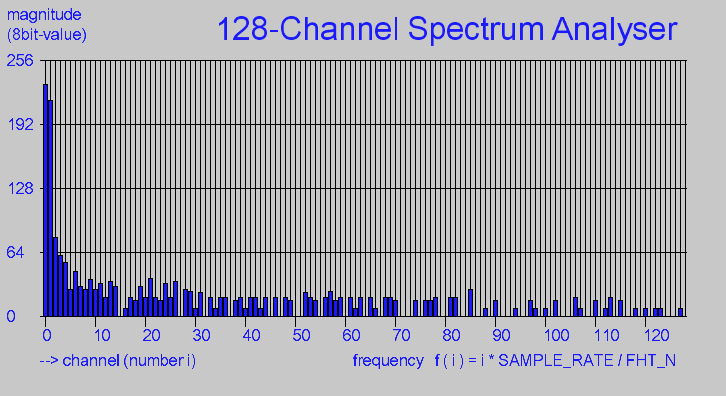 magnitude
(8bit-value)
128-Channel Spectrum Analyser
256
192
128
64
0
0 10 20 30 40 50 60 70 80 90 100 110 120
--> channel (number i)
frequency f ( i ) = i * SAMPLE_RATE / FHT_N